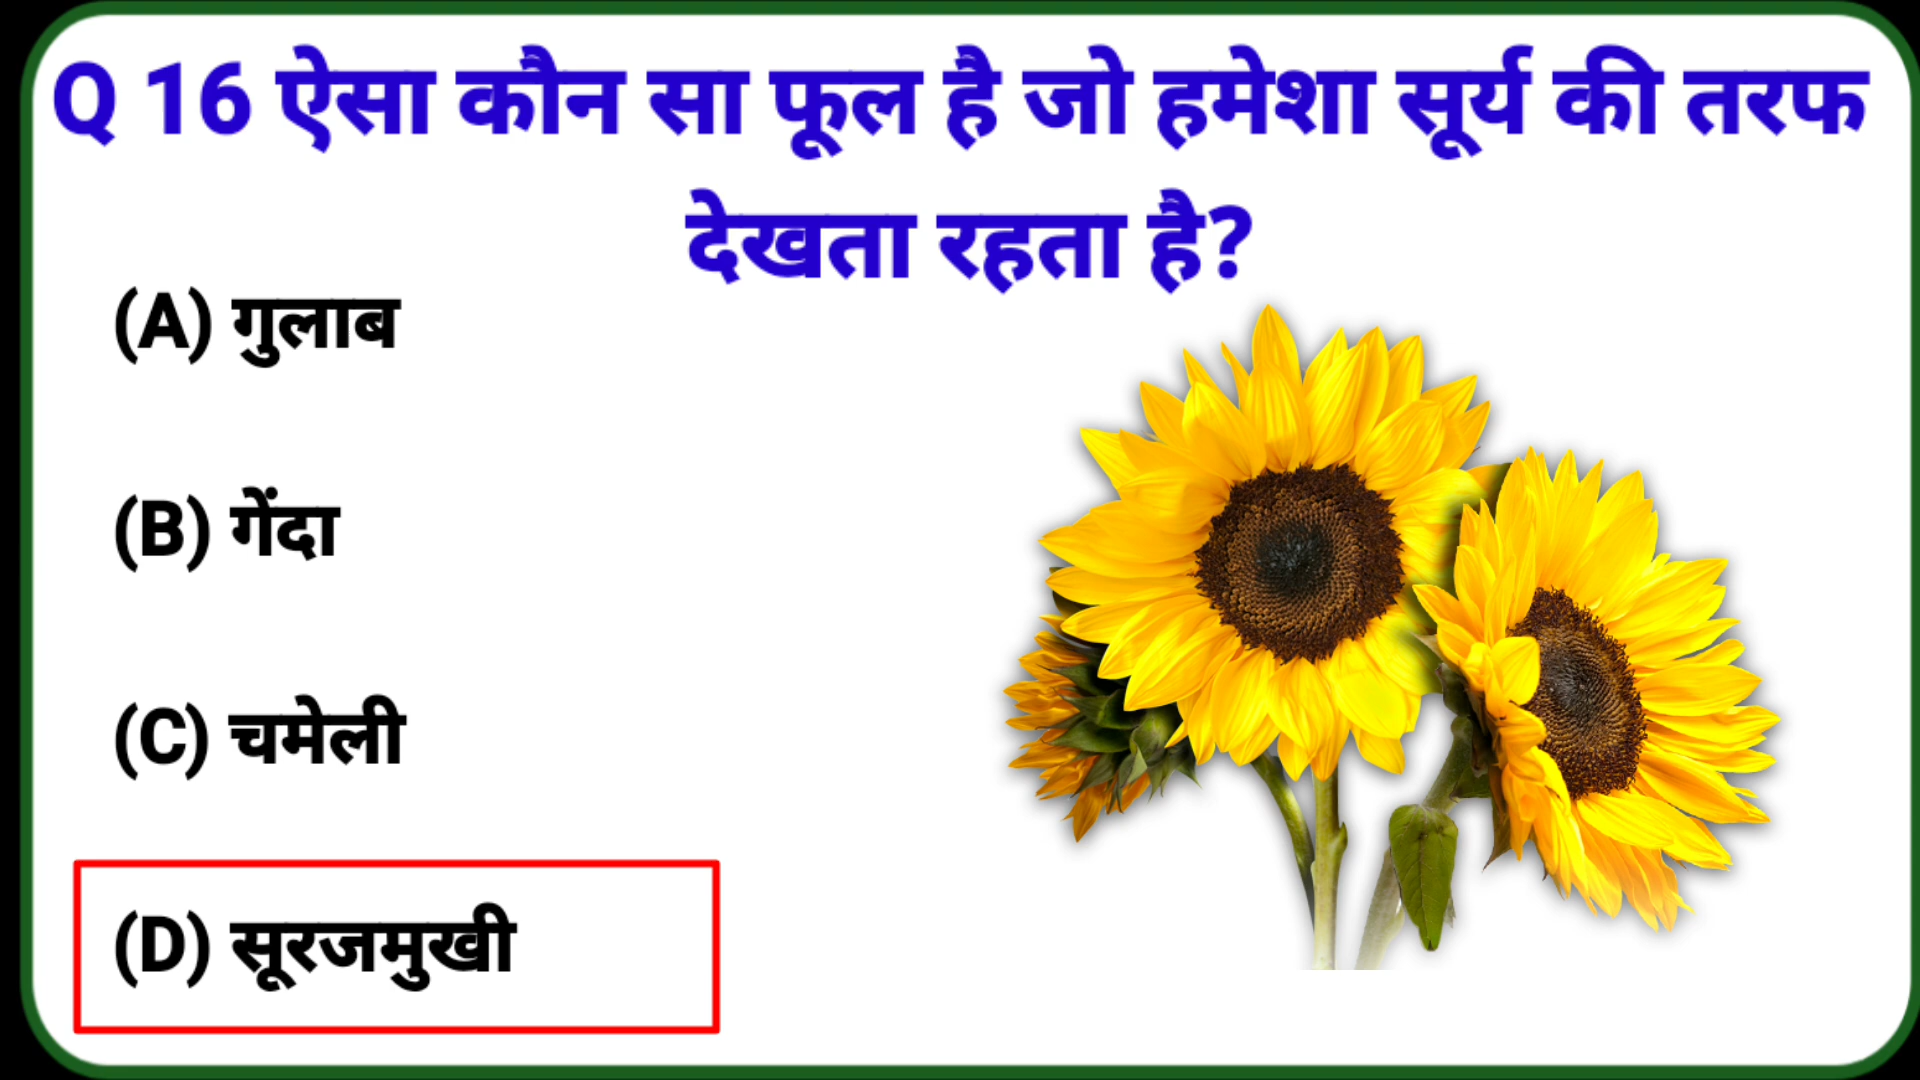 Q 16 ऐसा कौन सा फूल है जो हमेशा सूर्य की तरफ
देखता रहता है?
(A) गुलाब
(B) गेंदा
(C) चमेली
(D) सूरजमुखी